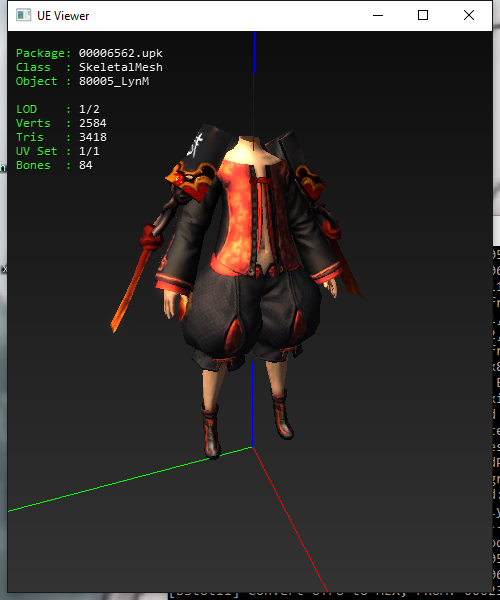 UE Viewer
Package: 00006562.upk
Class  : SkeletalMesh
Object : 80005_LynM
LOD    : 1/2
Verts  : 2584
Tris   : 3418
UV Set : 1/1
Bones  : 84